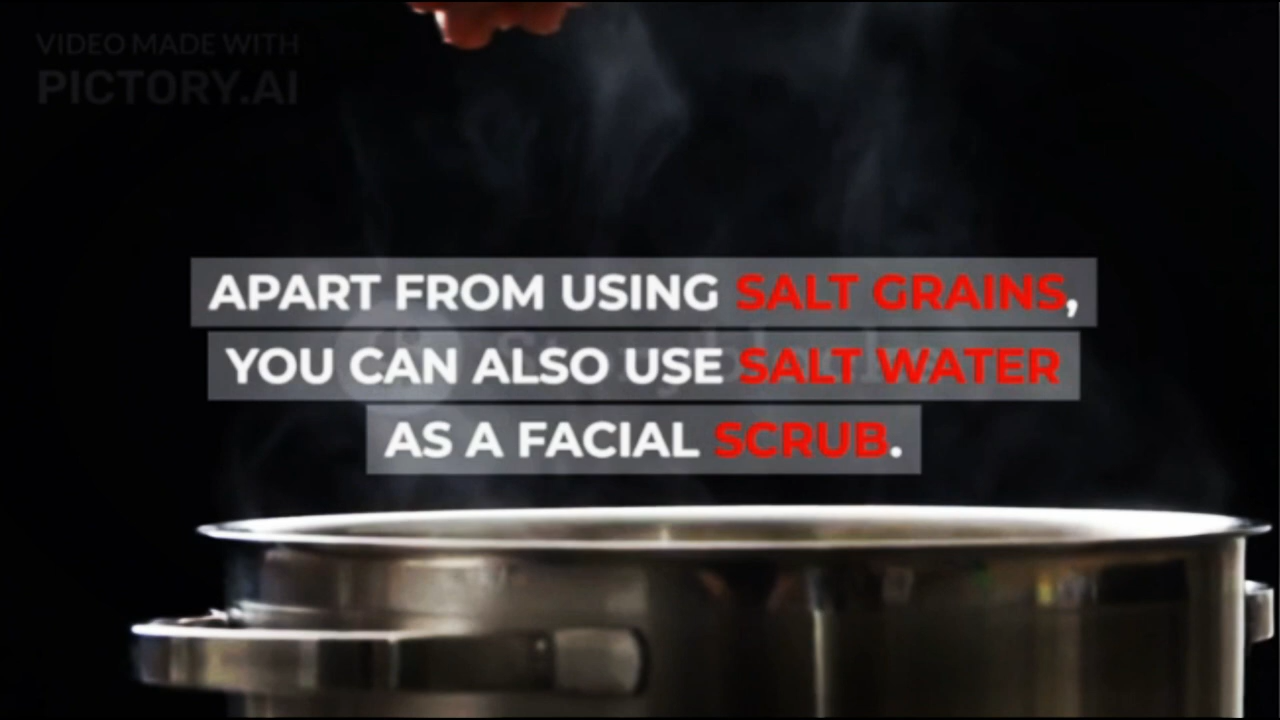 VIDEO MADE WITH
PICTORY.AI
APART FROM USING SALT GRAINS,
YOU CAN ALSO USE SALT WATER
AS A FACIAL SCRUB.